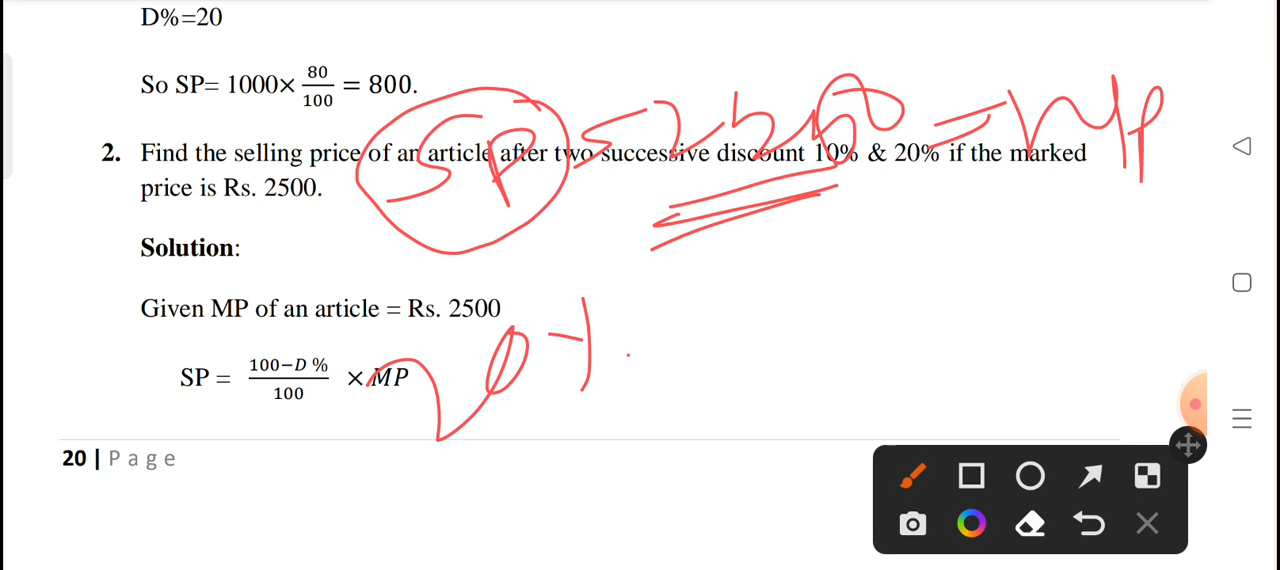 D%=20
So SP= 1000× 80/100 = 800.
SP = 2250 = MP
2. Find the selling price of an article after two successive discount 10% & 20% if the marked
price is Rs. 2500.
Solution:
Given MP of an article = Rs. 2500
SP = 100−D %/100 × MP
20 | Page